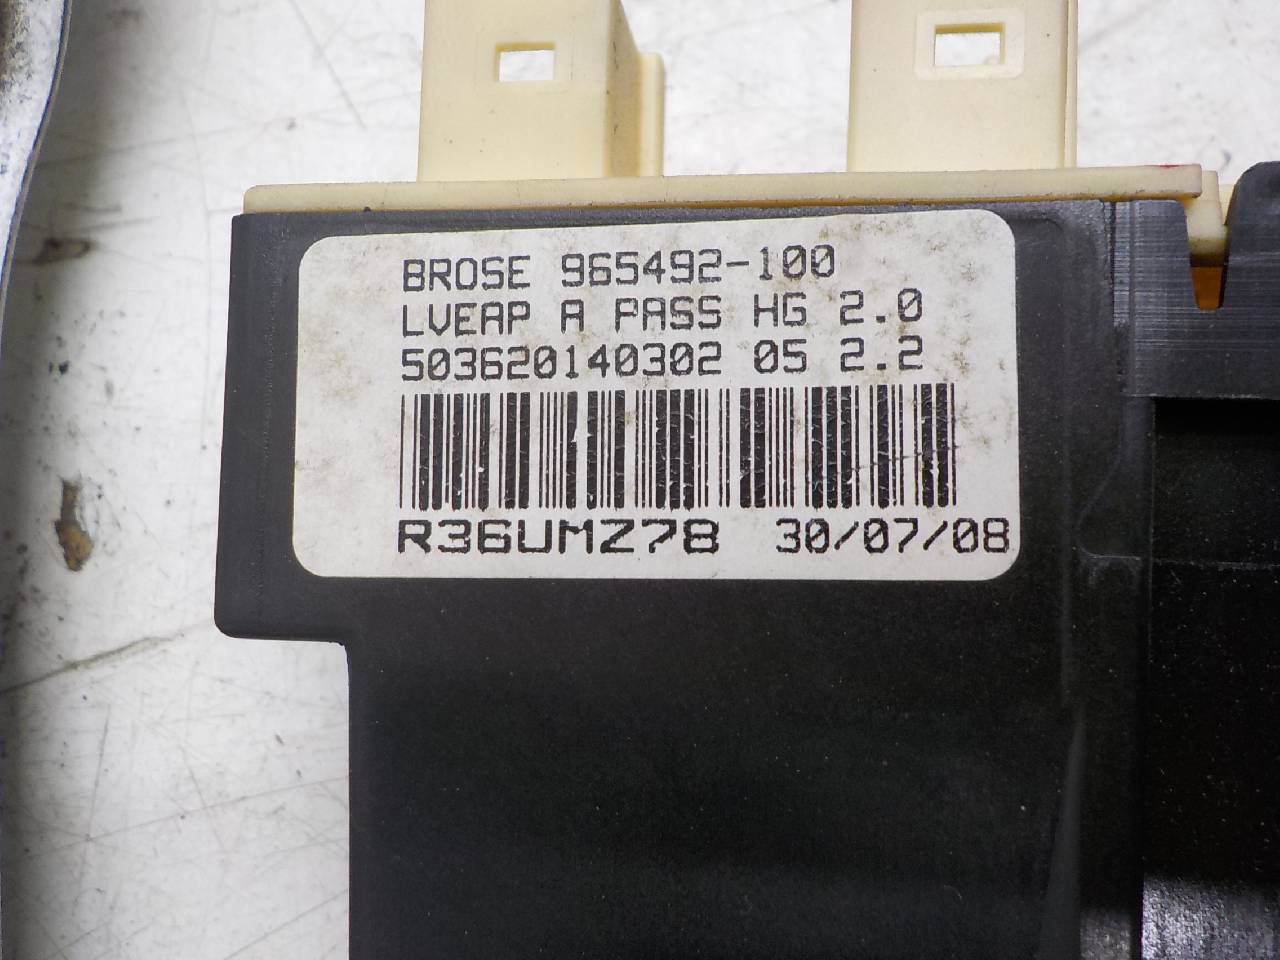 BROSE 965492-100
LVEAP A PASS HG 2.0
503620140302 05 2.2
R36UMZ78 30/07/08